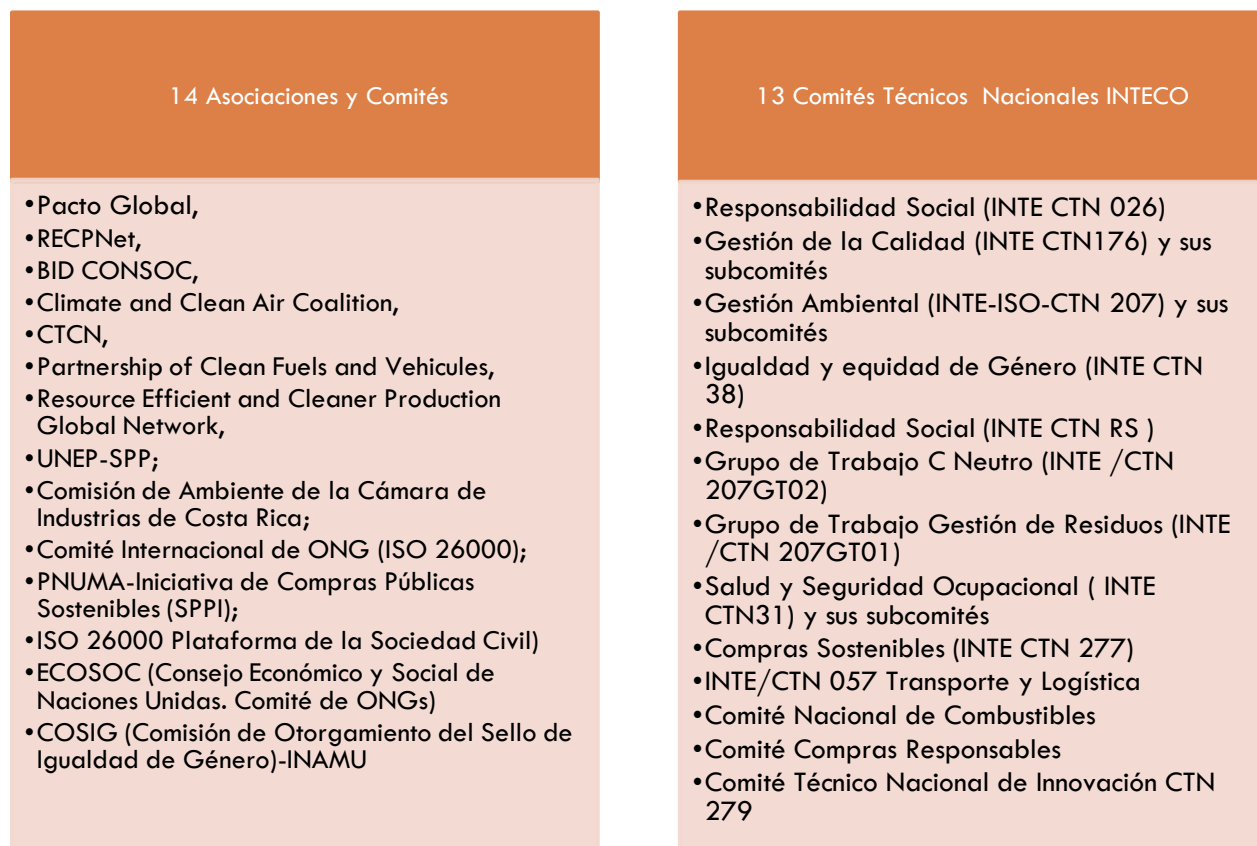 14 Asociaciones y Comités
•Pacto Global,
•RECPNet,
•BID CONSOC,
•Climate and Clean Air Coalition,
•CTCN,
•Partnership of Clean Fuels and Vehicules,
•Resource Efficient and Cleaner Production
Global Network,
•UNEP-SPP;
•Comisión de Ambiente de la Cámara de
Industrias de Costa Rica;
•Comité Internacional de ONG (ISO 26000);
•PNUMA-Iniciativa de Compras Públicas
Sostenibles (SPPI);
•ISO 26000 Plataforma de la Sociedad Civil)
•ECOSOC (Consejo Económico y Social de
Naciones Unidas. Comité de ONGs)
•COSIG (Comisión de Otorgamiento del Sello de
Igualdad de Género)-INAMU
13 Comités Técnicos Nacionales INTECO
•Responsabilidad Social (INTE CTN 026)
•Gestión de la Calidad (INTE CTN176) y sus
subcomités
•Gestión Ambiental (INTE-ISO-CTN 207) y sus
subcomités
•Igualdad y equidad de Género (INTE CTN
38)
•Responsabilidad Social (INTE CTN RS )
•Grupo de Trabajo C Neutro (INTE /CTN
207GT02)
•Grupo de Trabajo Gestión de Residuos (INTE
/CTN 207GT01)
•Salud y Seguridad Ocupacional ( INTE
CTN31) y sus subcomités
•Compras Sostenibles (INTE CTN 277)
•INTE/CTN 057 Transporte y Logística
•Comité Nacional de Combustibles
•Comité Compras Responsables
•Comité Técnico Nacional de Innovación CTN
279